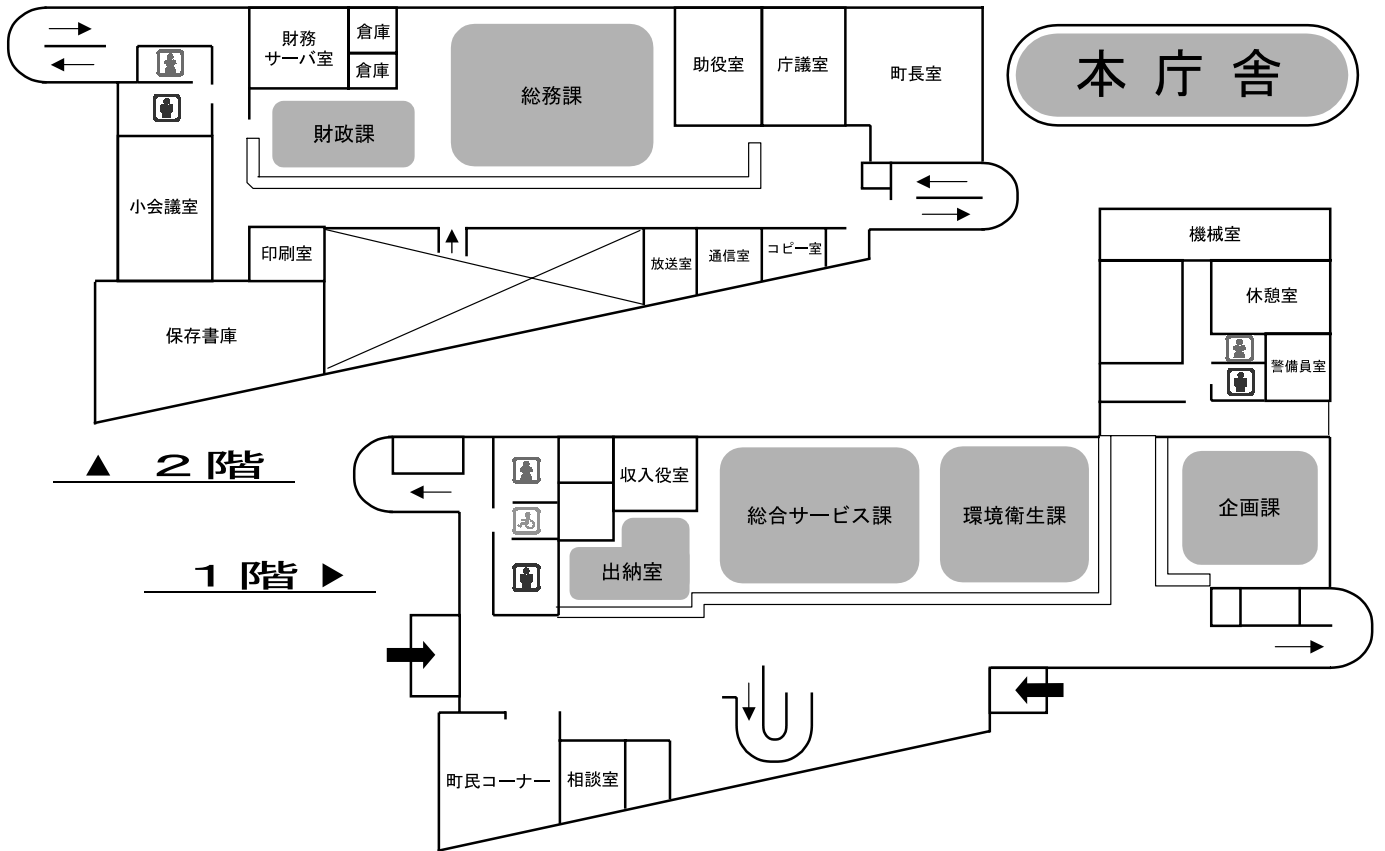 本庁舎
財務
サーバ室
倉庫
倉庫
財政課
総務課
助役室
庁議室
町長室
小会議室
印刷室
放送室
通信室
コピー室
保存書庫
▲ 2階
機械室
休憩室
警備員室
1階 ▶
収入役室
出納室
総合サービス課
環境衛生課
企画課
町民コーナー
相談室